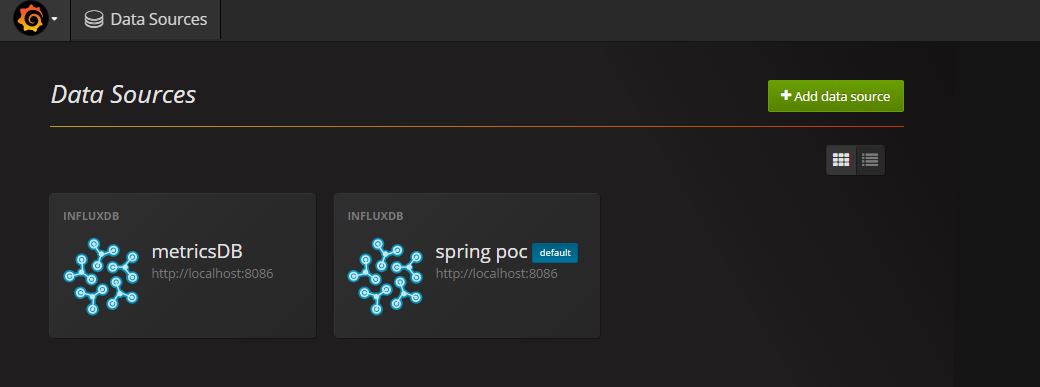 Data Sources
Data Sources
Add data source
INFLUXDB
metricsDB
http://localhost:8086
INFLUXDB
spring poc default
http://localhost:8086